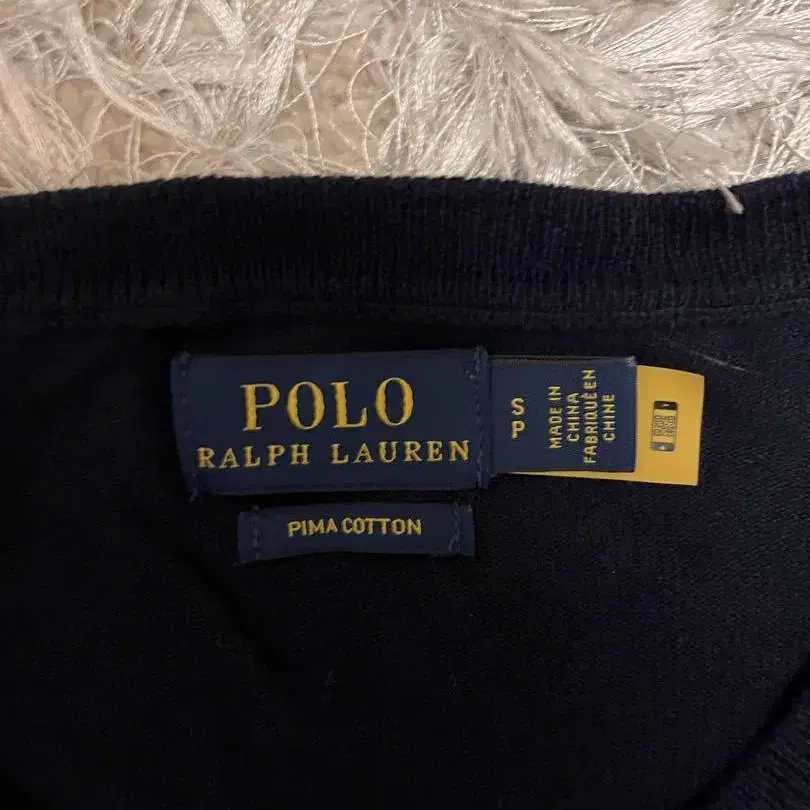 POLO
RALPH LAUREN
S
P
MADE IN
CHINA
FABRIQUÉ EN
CHINE
PIMA COTTON